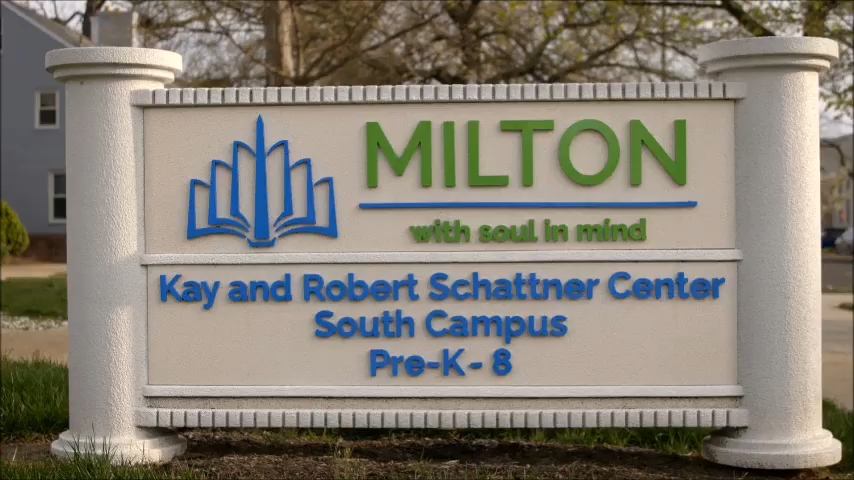 MILTON
with soul in mind
Kay and Robert Schattner Center
South Campus
Pre-K - 8